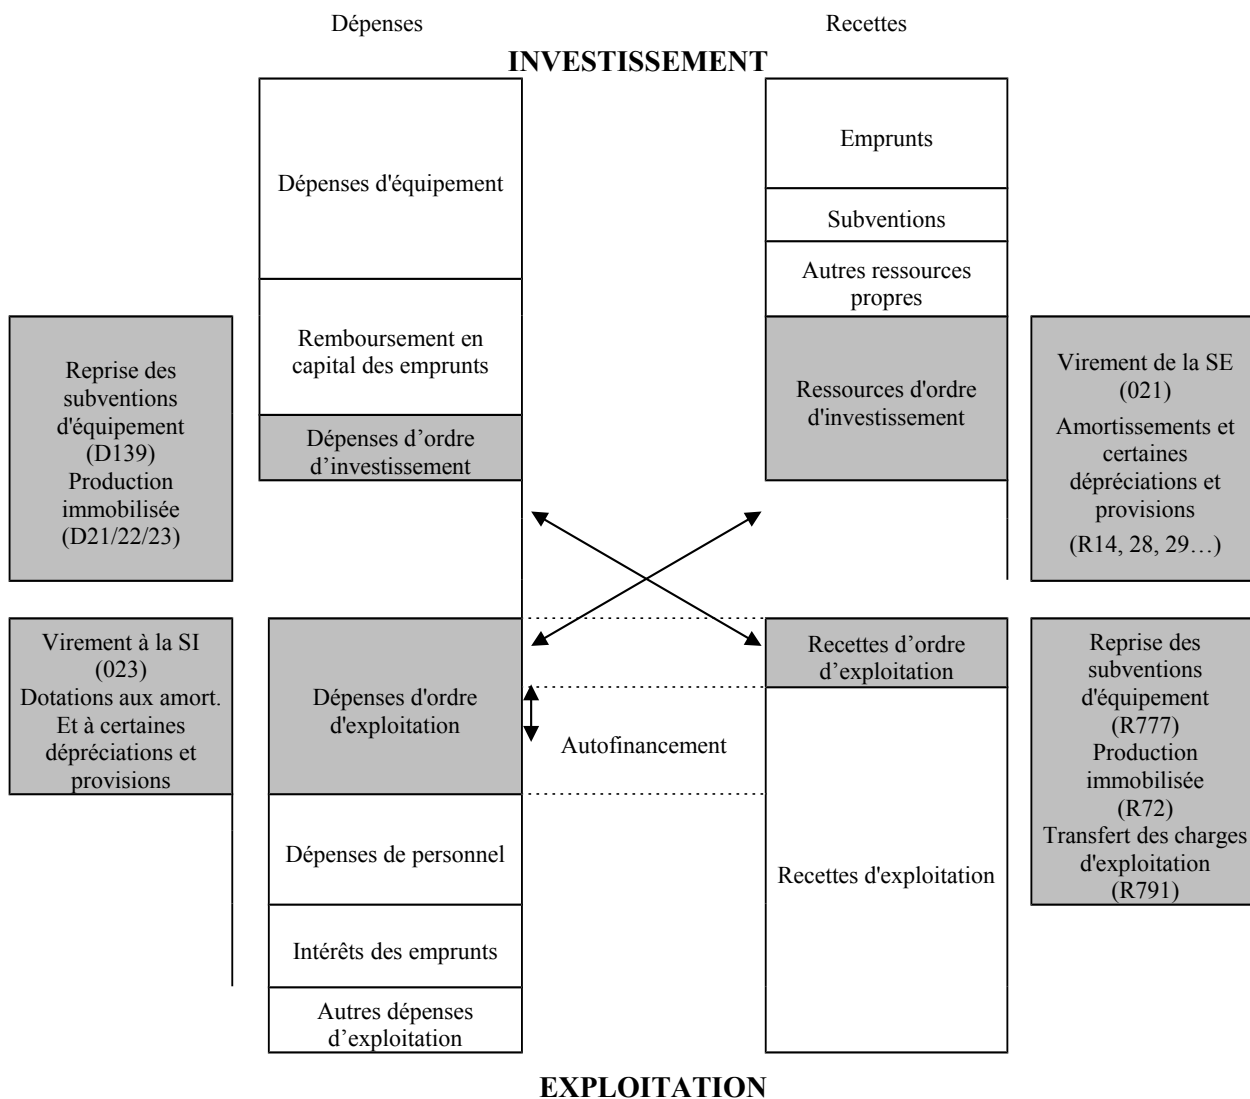 Dépenses
Recettes
INVESTISSEMENT
Dépenses d'équipement
Remboursement en
capital des emprunts
Dépenses d’ordre
d’investissement
Emprunts
Subventions
Autres ressources
propres
Ressources d'ordre
d'investissement
Reprise des
subventions
d'équipement
(D139)
Production
immobilisée
(D21/22/23)
Virement de la SE
(021)
Amortissements et
certaines
dépréciations et
provisions
(R14, 28, 29…)
Virement à la SI
(023)
Dotations aux amort.
Et à certaines
dépréciations et
provisions
Dépenses d'ordre
d'exploitation
Dépenses de personnel
Intérêts des emprunts
Autres dépenses
d’exploitation
Autofinancement
Recettes d’ordre
d’exploitation
Recettes d'exploitation
Reprise des
subventions
d'équipement
(R777)
Production
immobilisée
(R72)
Transfert des charges
d'exploitation
(R791)
EXPLOITATION